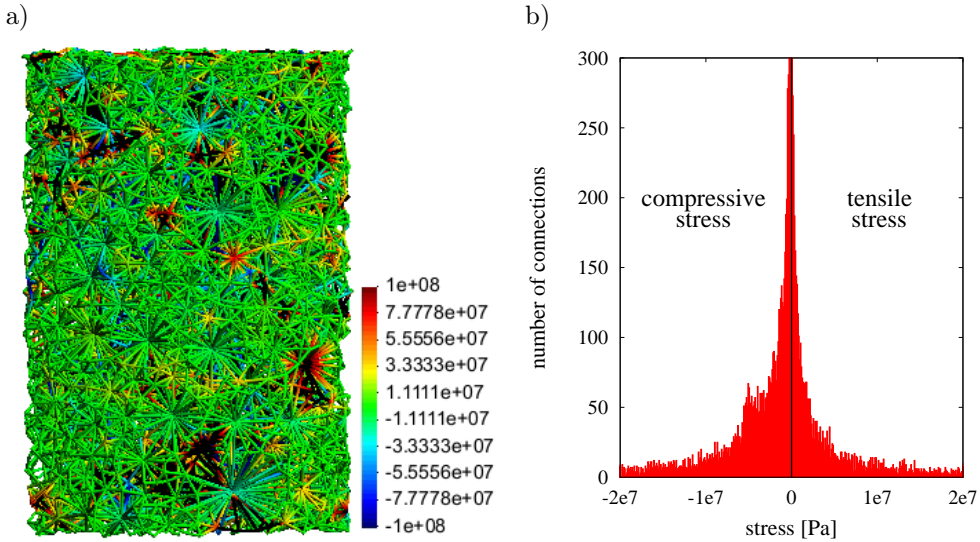 a)
1e+08
7.7778e+07
5.5556e+07
3.3333e+07
1.1111e+07
-1.1111e+07
-3.3333e+07
-5.5556e+07
-7.7778e+07
-1e+08
b)
300
250
200
150
100
50
0
number of connections
compressive
stress
tensile
stress
-2e7
-1e7
0
1e7
2e7
stress [Pa]